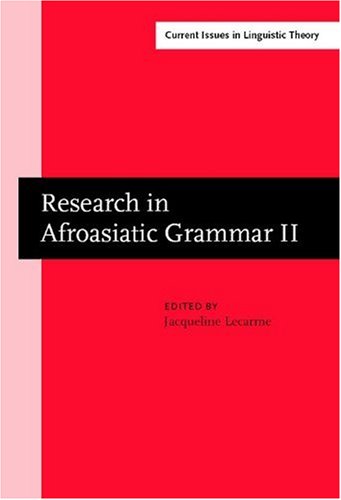 Current Issues in Linguistic Theory
Research in
Afroasiatic Grammar II
EDITED BY
Jacqueline Lecarme